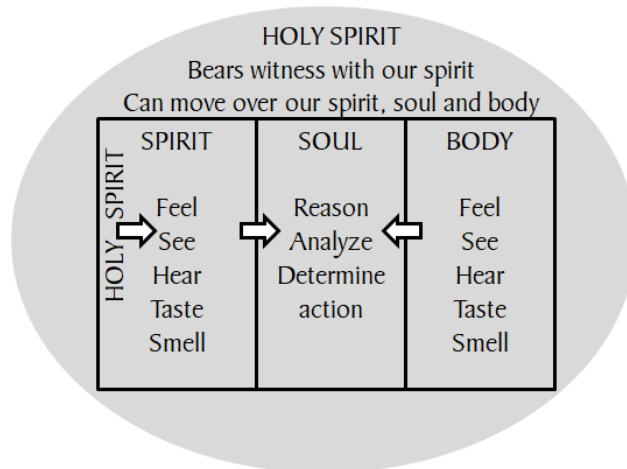 HOLY SPIRIT
Bears witness with our spirit
Can move over our spirit, soul and body
HOLY SPIRIT
SPIRIT
Feel
See
Hear
Taste
Smell
SOUL
Reason
Analyze
Determine
action
BODY
Feel
See
Hear
Taste
Smell